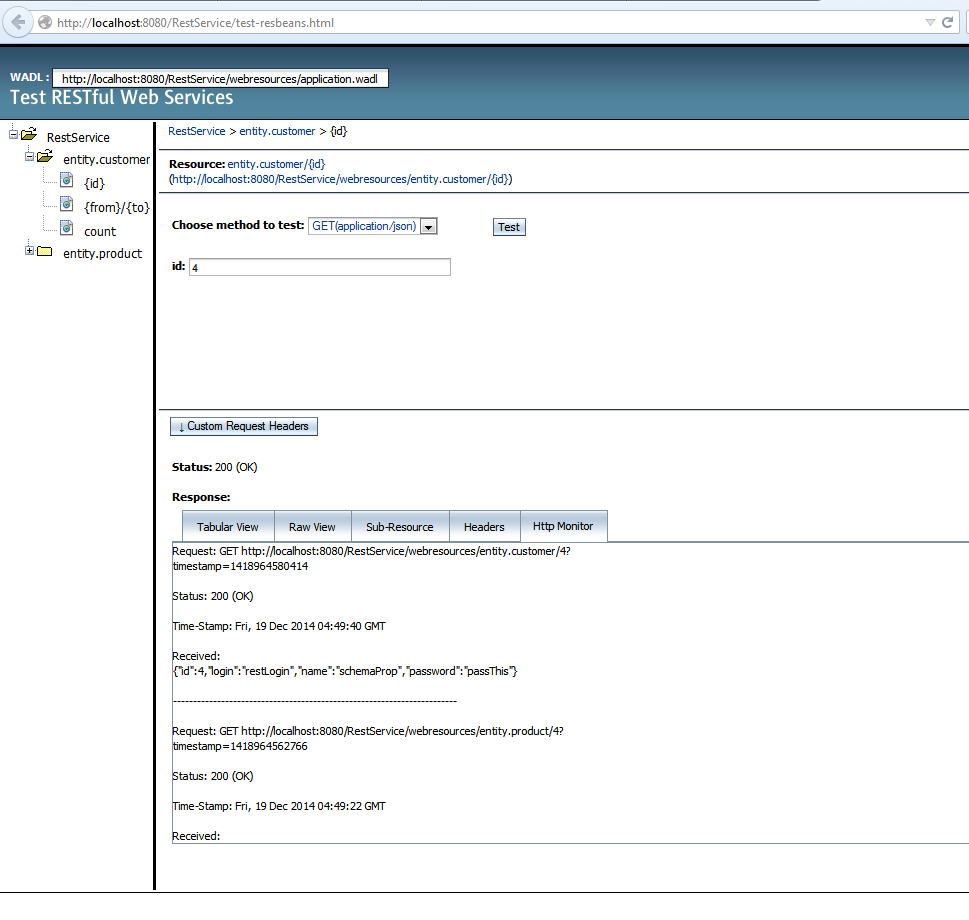 http://localhost:8080/RestService/test-resbeans.html
WADL : http://localhost:8080/RestService/webresources/application.wadl
Test RESTful Web Services
RestService
entity.customer
{id}
{from}/{to}
count
entity.product
RestService > entity.customer > {id}
Resource: entity.customer/{id}
(http://localhost:8080/RestService/webresources/entity.customer/{id})
Choose method to test: GET(application/json) Test
id: 4
↓ Custom Request Headers
Status: 200 (OK)
Response:
Tabular View Raw View Sub-Resource Headers Http Monitor
Request: GET http://localhost:8080/RestService/webresources/entity.customer/4?
timestamp=1418964580414
Status: 200 (OK)
Time-Stamp: Fri, 19 Dec 2014 04:49:40 GMT
Received:
{"id":4,"login":"restLogin","name":"schemaProp","password":"passThis"}
-----------------------------------------------------------------------
Request: GET http://localhost:8080/RestService/webresources/entity.product/4?
timestamp=1418964562766
Status: 200 (OK)
Time-Stamp: Fri, 19 Dec 2014 04:49:22 GMT
Received: